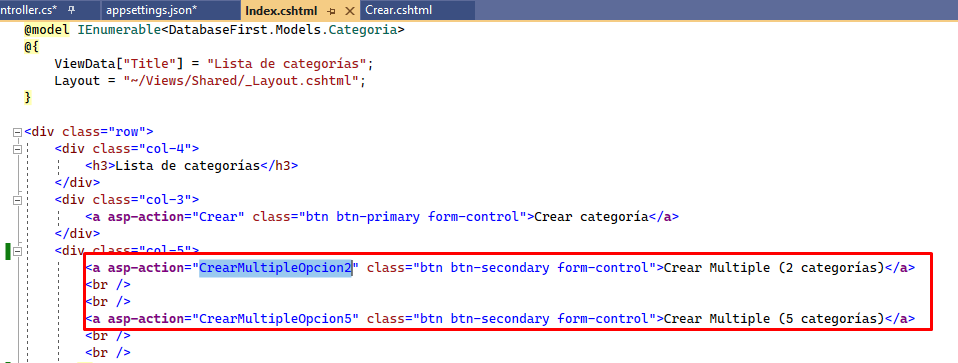 ntroller.cs* appsettings.json* Index.cshtml Crear.cshtml
@model IEnumerable<DatabaseFirst.Models.Categoria>
@{
ViewData["Title"] = "Lista de categorías";
Layout = "~/Views/Shared/_Layout.cshtml";
}
<div class="row">
<div class="col-4">
<h3>Lista de categorías</h3>
</div>
<div class="col-3">
<a asp-action="Crear" class="btn btn-primary form-control">Crear categoría</a>
</div>
<div class="col-5">
<a asp-action="CrearMultipleOpcion2" class="btn btn-secondary form-control">Crear Multiple (2 categorías)</a>
<br />
<br />
<a asp-action="CrearMultipleOpcion5" class="btn btn-secondary form-control">Crear Multiple (5 categorías)</a>
<br />
<br />